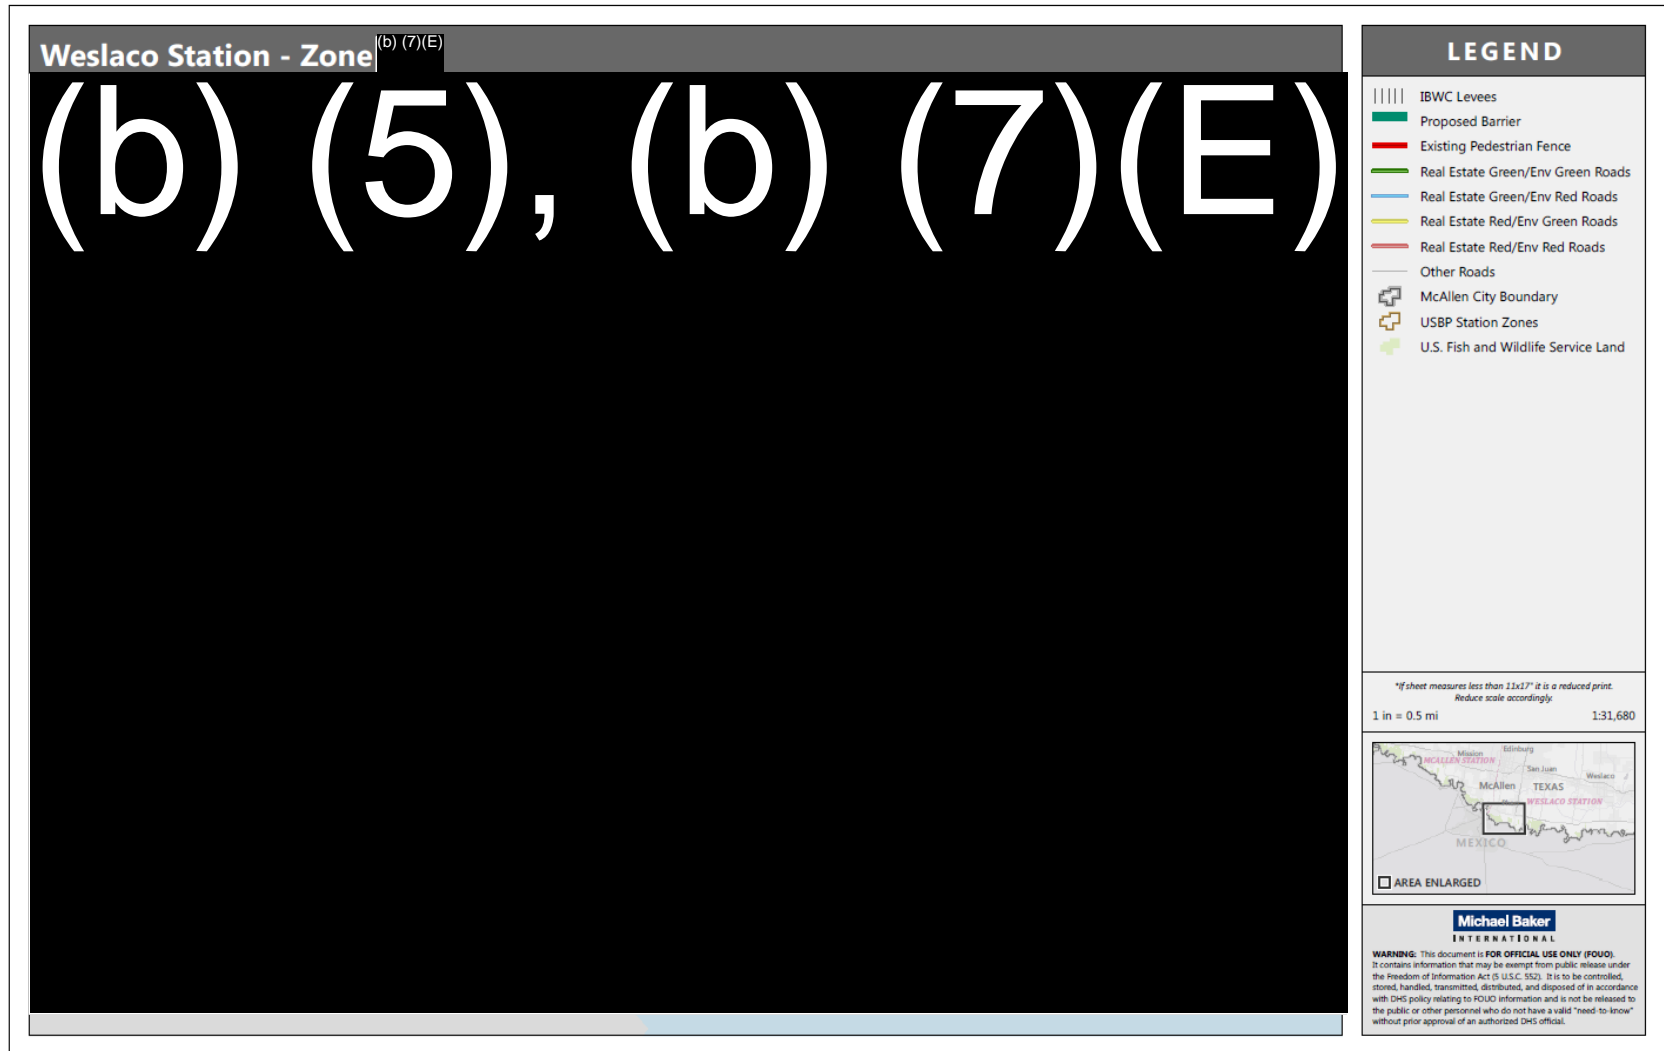 Weslaco Station - Zone (b) (7)(E)
(b) (5), (b) (7)(E)
LEGEND
IBWC Levees
Proposed Barrier
Existing Pedestrian Fence
Real Estate Green/Env Green Roads
Real Estate Green/Env Red Roads
Real Estate Red/Env Green Roads
Real Estate Red/Env Red Roads
Other Roads
McAllen City Boundary
USBP Station Zones
U.S. Fish and Wildlife Service Land
*If sheet measures less than 11x17" it is a reduced print.
Reduce scale accordingly.
1 in = 0.5 mi 1:31,680
Mission Edinburg
MCALLEN STATION
San Juan
Weslaco
McAllen TEXAS
WESLACO STATION
MEXICO
AREA ENLARGED
Michael Baker
INTERNATIONAL
WARNING: This document is FOR OFFICIAL USE ONLY (FOUO).
It contains information that may be exempt from public release under
the Freedom of Information Act (5 U.S.C. 552). It is to be controlled,
stored, handled, transmitted, distributed, and disposed of in accordance
with DHS policy relating to FOUO information and is not be released to
the public or other personnel who do not have a valid "need-to-know"
without prior approval of an authorized DHS official.